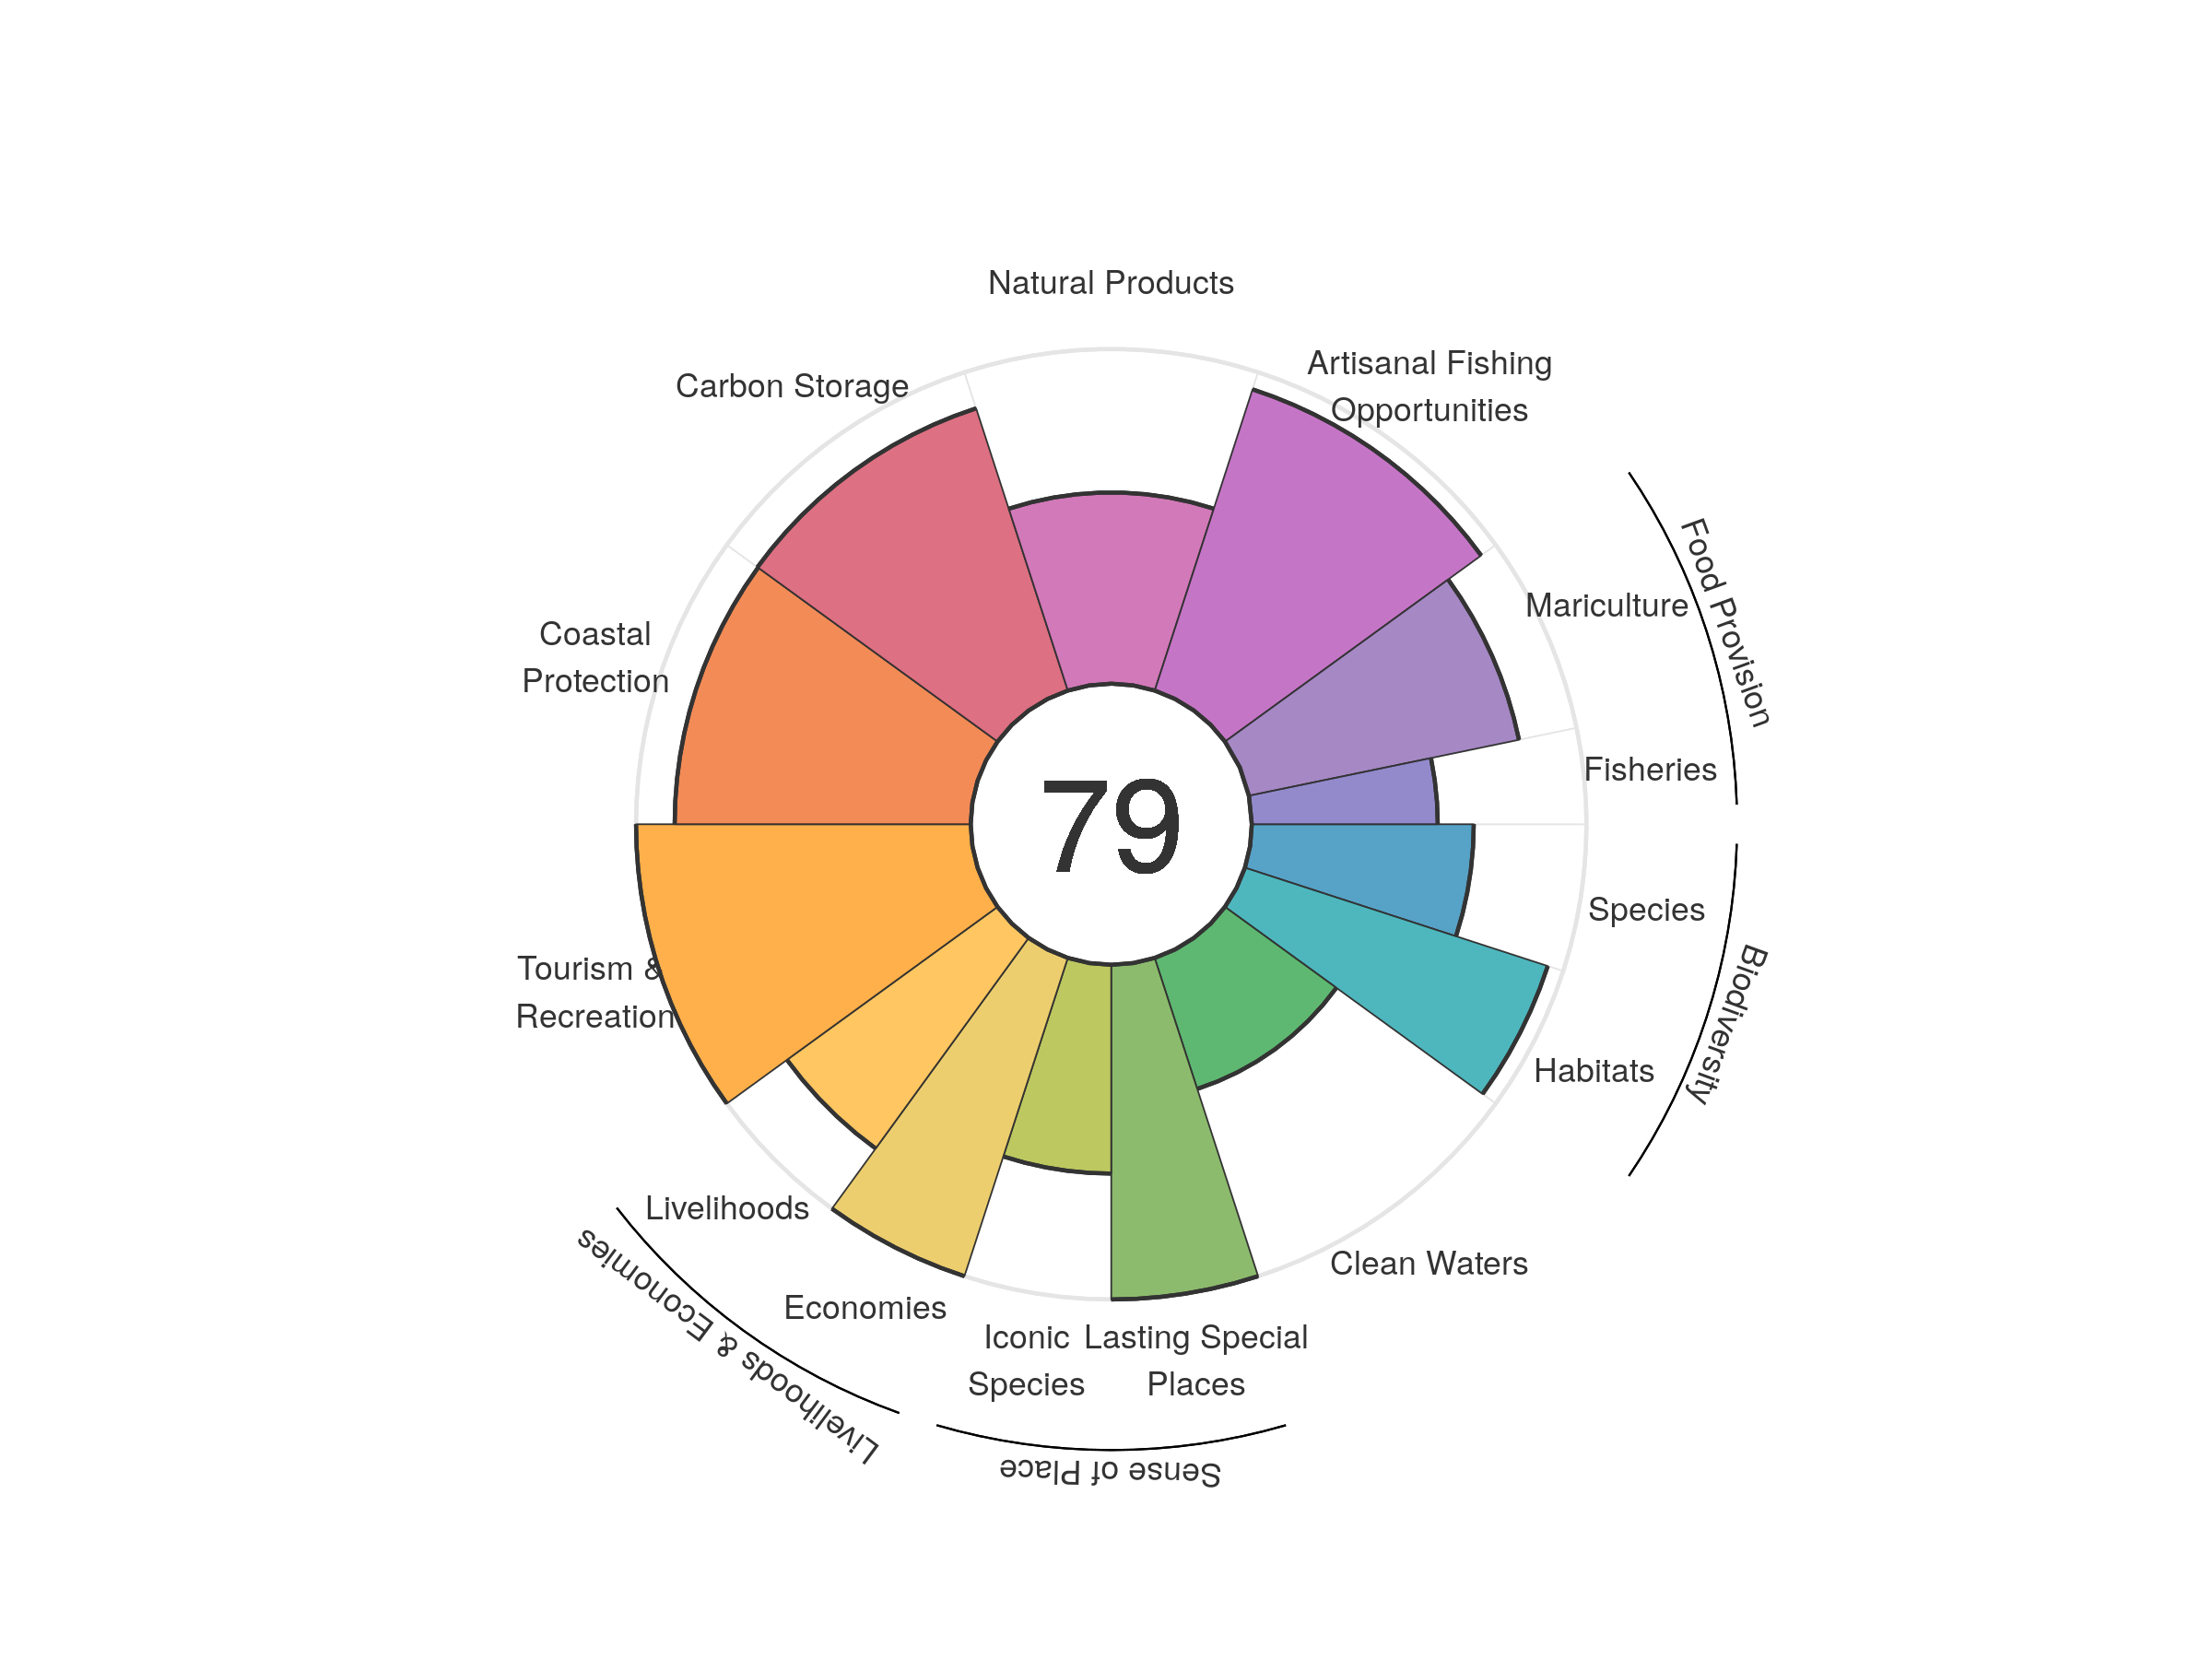 Natural Products
Artisanal Fishing
Opportunities
Carbon Storage
Food Provision
Mariculture
Coastal
Protection
Fisheries
79
Species
Biodiversity
Tourism &
Recreation
Habitats
Livelihoods
Clean Waters
Economies
Livelihoods & Economies
Iconic
Species
Lasting Special
Places
Sense of Place